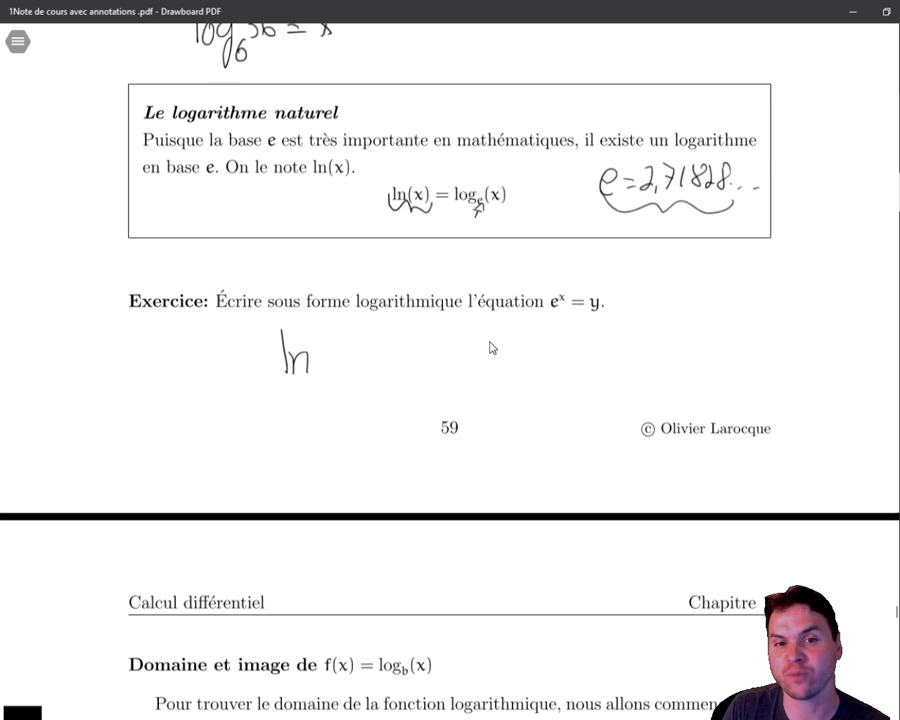 1Note de cours avec annotations .pdf - Drawboard PDF
log₆36 = x
Le logarithme naturel
Puisque la base e est très importante en mathématiques, il existe un logarithme
en base e. On le note ln(x).
ln(x) = logₑ(x)
e = 2,71828...
Exercice: Écrire sous forme logarithmique l'équation eˣ = y.
ln
59
© Olivier Larocque
Calcul différentiel
Chapitre
Domaine et image de f(x) = log_b(x)
Pour trouver le domaine de la fonction logarithmique, nous allons commen